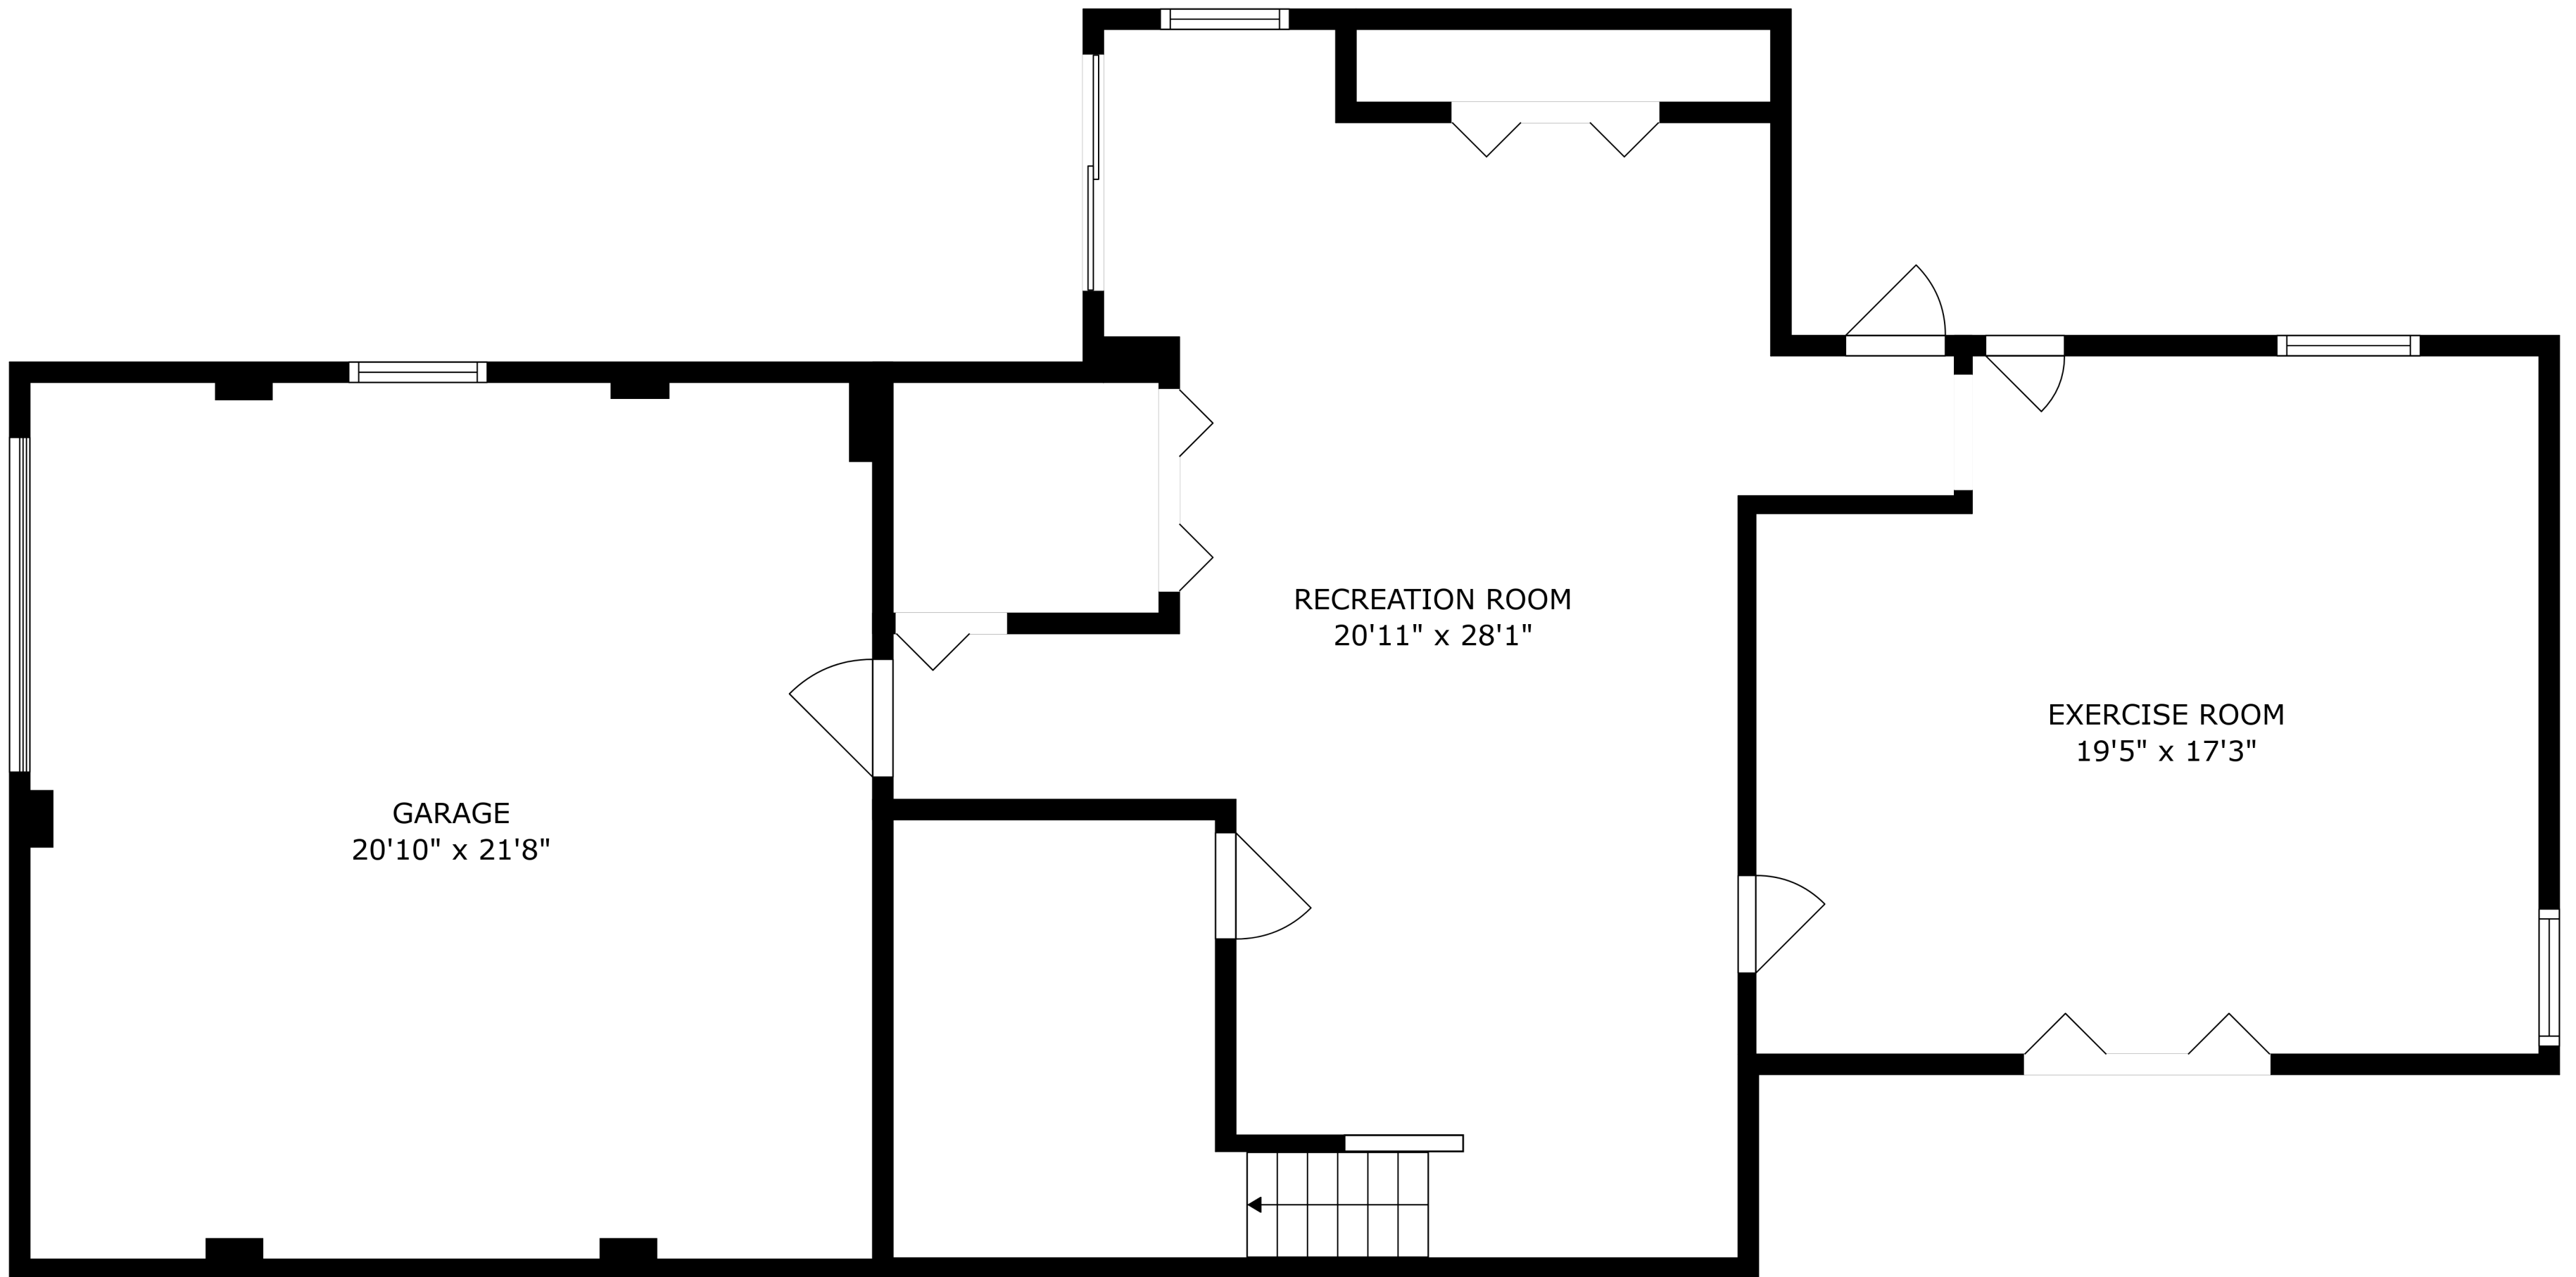 RECREATION ROOM
20'11" x 28'1"
EXERCISE ROOM
19'5" x 17'3"
GARAGE
20'10" x 21'8"